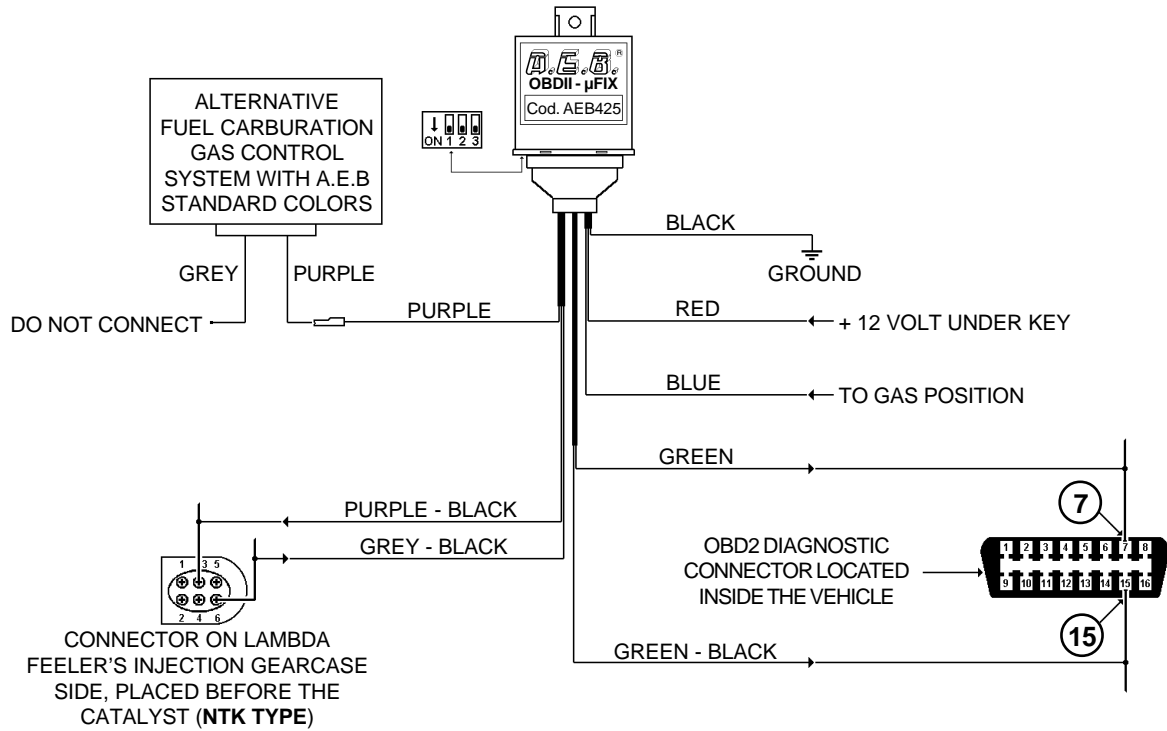 A.E.B.®
OBDII - µFIX
Cod. AEB425
ALTERNATIVE
FUEL CARBURATION
GAS CONTROL
SYSTEM WITH A.E.B
STANDARD COLORS
ON 1 2 3
BLACK
GROUND
GREY
PURPLE
DO NOT CONNECT
PURPLE
RED
+ 12 VOLT UNDER KEY
BLUE
TO GAS POSITION
GREEN
PURPLE - BLACK
GREY - BLACK
7
OBD2 DIAGNOSTIC
CONNECTOR LOCATED
INSIDE THE VEHICLE
1 2 3 4 5 6 7 8
9 10 11 12 13 14 15 16
15
1 3 5
2 4 6
CONNECTOR ON LAMBDA
FEELER'S INJECTION GEARCASE
SIDE, PLACED BEFORE THE
CATALYST (NTK TYPE)
GREEN - BLACK